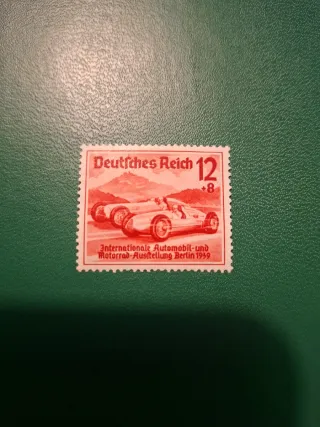 Deutsches Reich 12
+8
Internationale Automobil-und
Motorrad-Ausstellung Berlin 1939